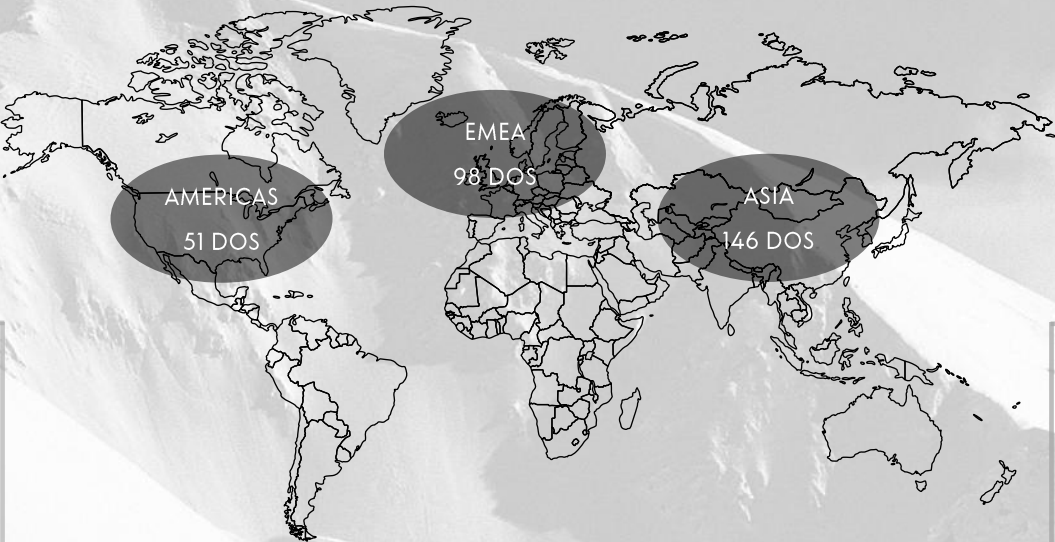 EMEA
98 DOS
AMERICAS
51 DOS
ASIA
146 DOS